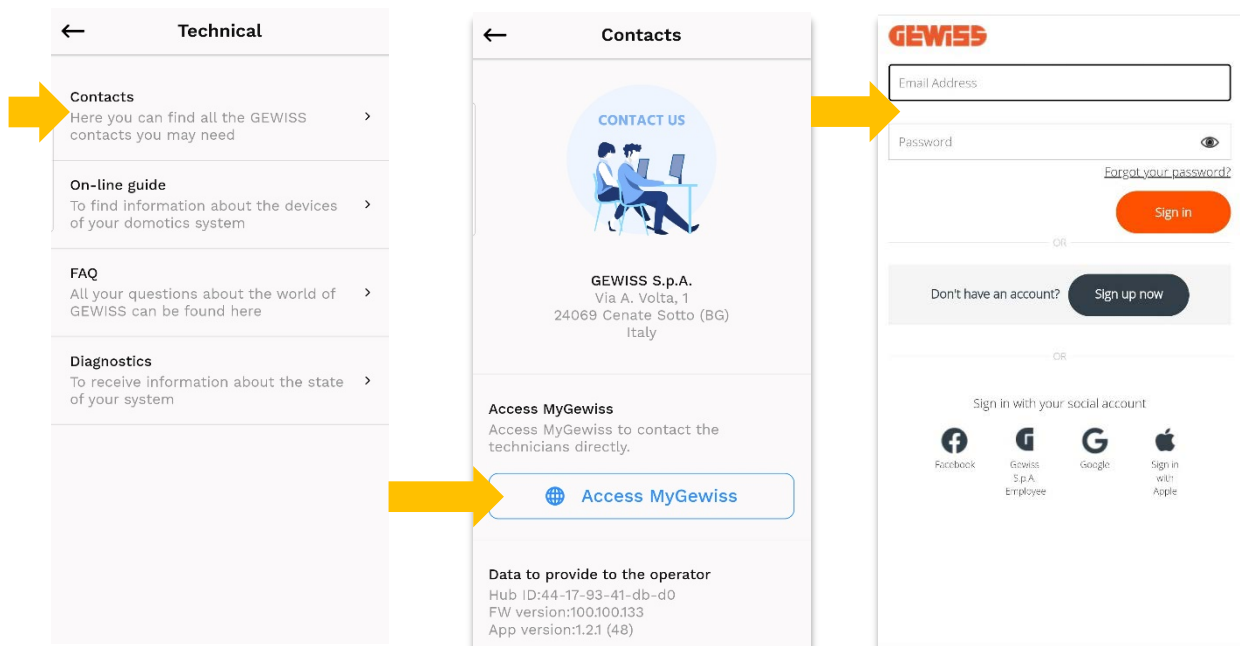 Technical
Contacts
Here you can find all the GEWISS
contacts you may need
On-line guide
To find information about the devices
of your domotics system
FAQ
All your questions about the world of
GEWISS can be found here
Diagnostics
To receive information about the state
of your system
Contacts
CONTACT US
GEWISS S.p.A.
Via A. Volta, 1
24069 Cenate Sotto (BG)
Italy
Access MyGewiss
Access MyGewiss to contact the
technicians directly.
Access MyGewiss
Data to provide to the operator
Hub ID:44-17-93-41-db-d0
FW version:100.100.133
App version:1.2.1 (48)
GEWISS
Email Address
Password
Forgot your password?
Sign in
OR
Don't have an account?
Sign up now
OR
Sign in with your social account
Facebook
Gewiss
S.p.A.
Employee
Google
Sign in
with
Apple